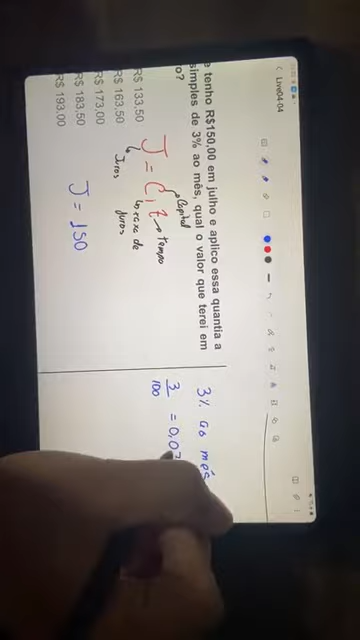 Live04-04
tenho R$150,00 em julho e aplico essa quantia a
simples de 3% ao mês, qual o valor que terei em
o?
R$ 133,50
R$ 163,50
R$ 173,00
R$ 183,50
R$ 193,00
J = C i t
Capital
tempo
taxa de
juros
Juros
J = 150
3% ao mês
3/100 = 0,03